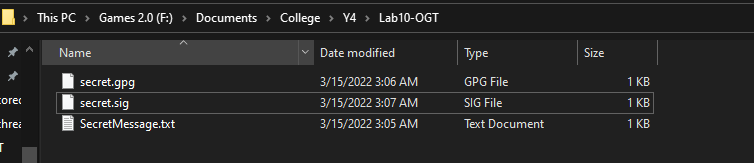 This PC > Games 2.0 (F:) > Documents > College > Y4 > Lab10-OGT
Name Date modified Type Size
secret.gpg 3/15/2022 3:06 AM GPG File 1 KB
secret.sig 3/15/2022 3:07 AM SIG File 1 KB
SecretMessage.txt 3/15/2022 3:05 AM Text Document 1 KB